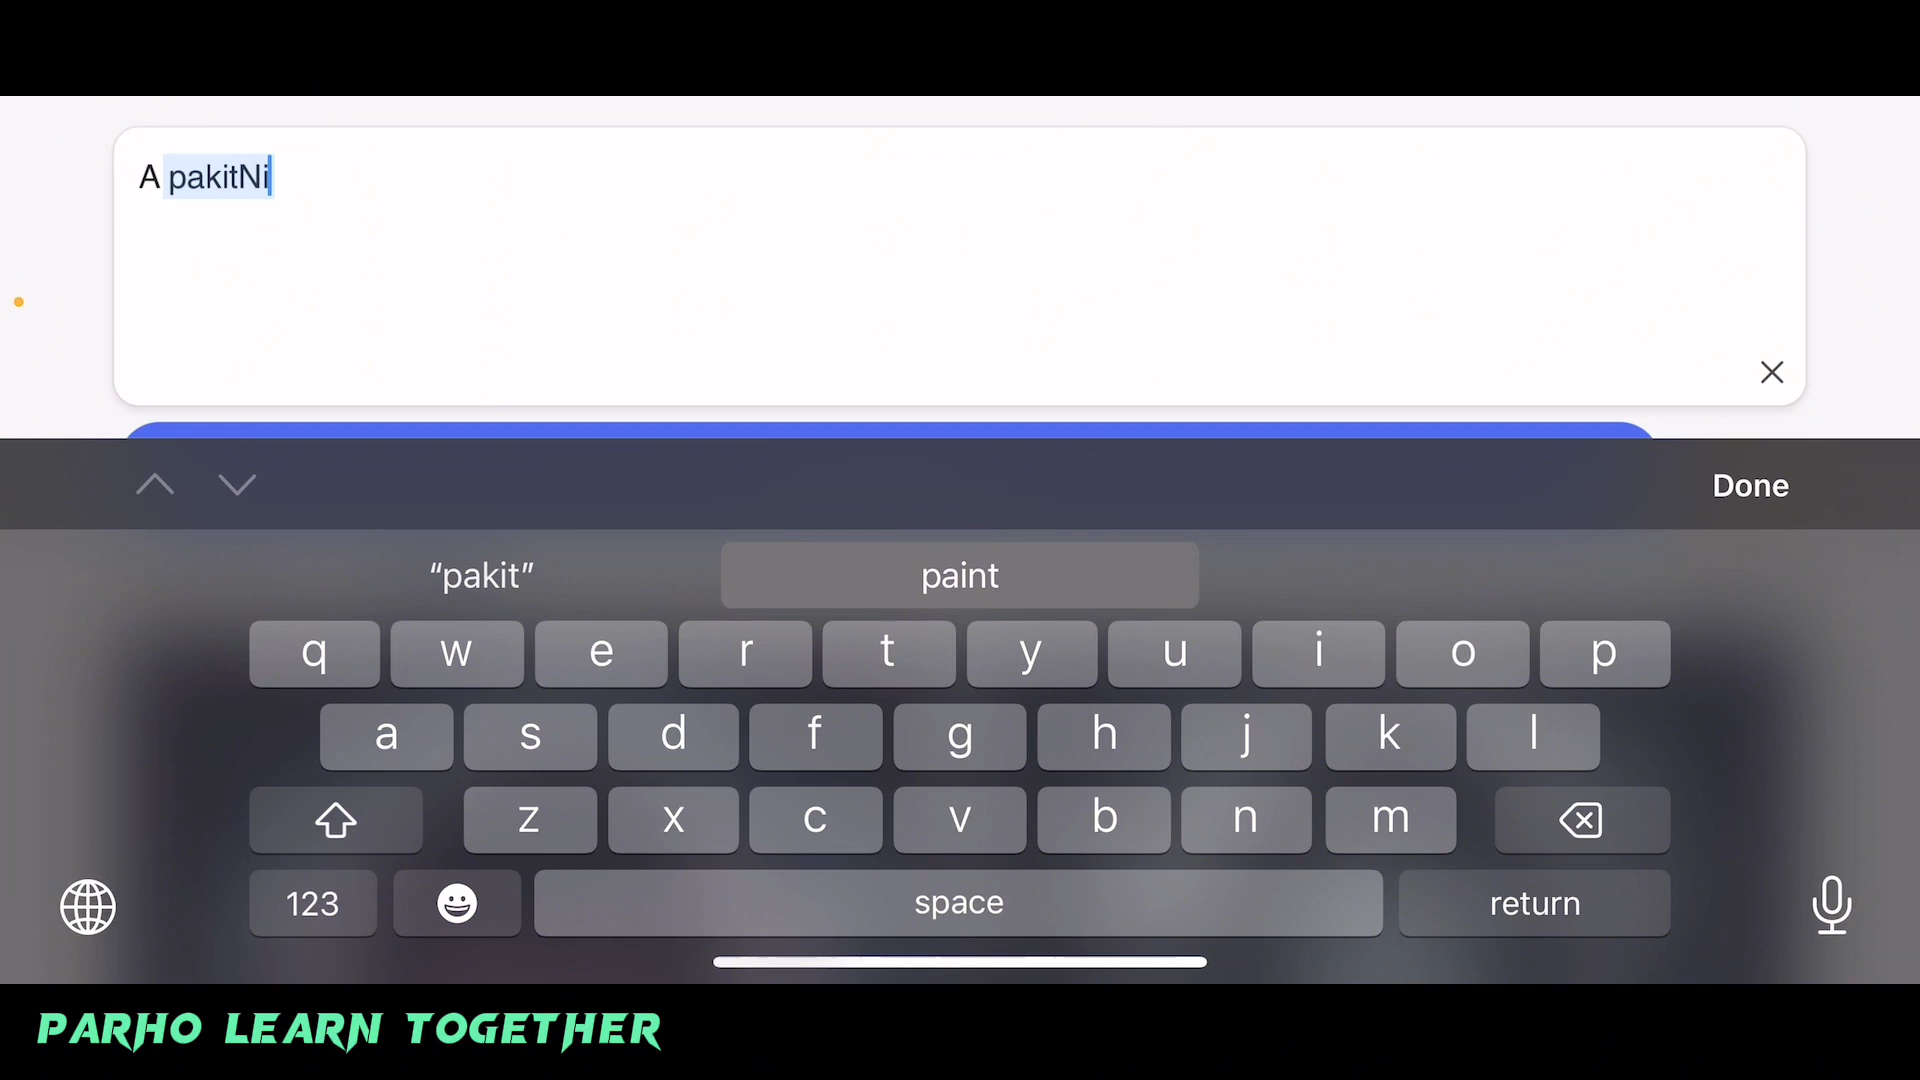 A pakitNi
Done
“pakit” paint
q w e r t y u i o p
a s d f g h j k l
z x c v b n m
123 space return
PARHO LEARN TOGETHER